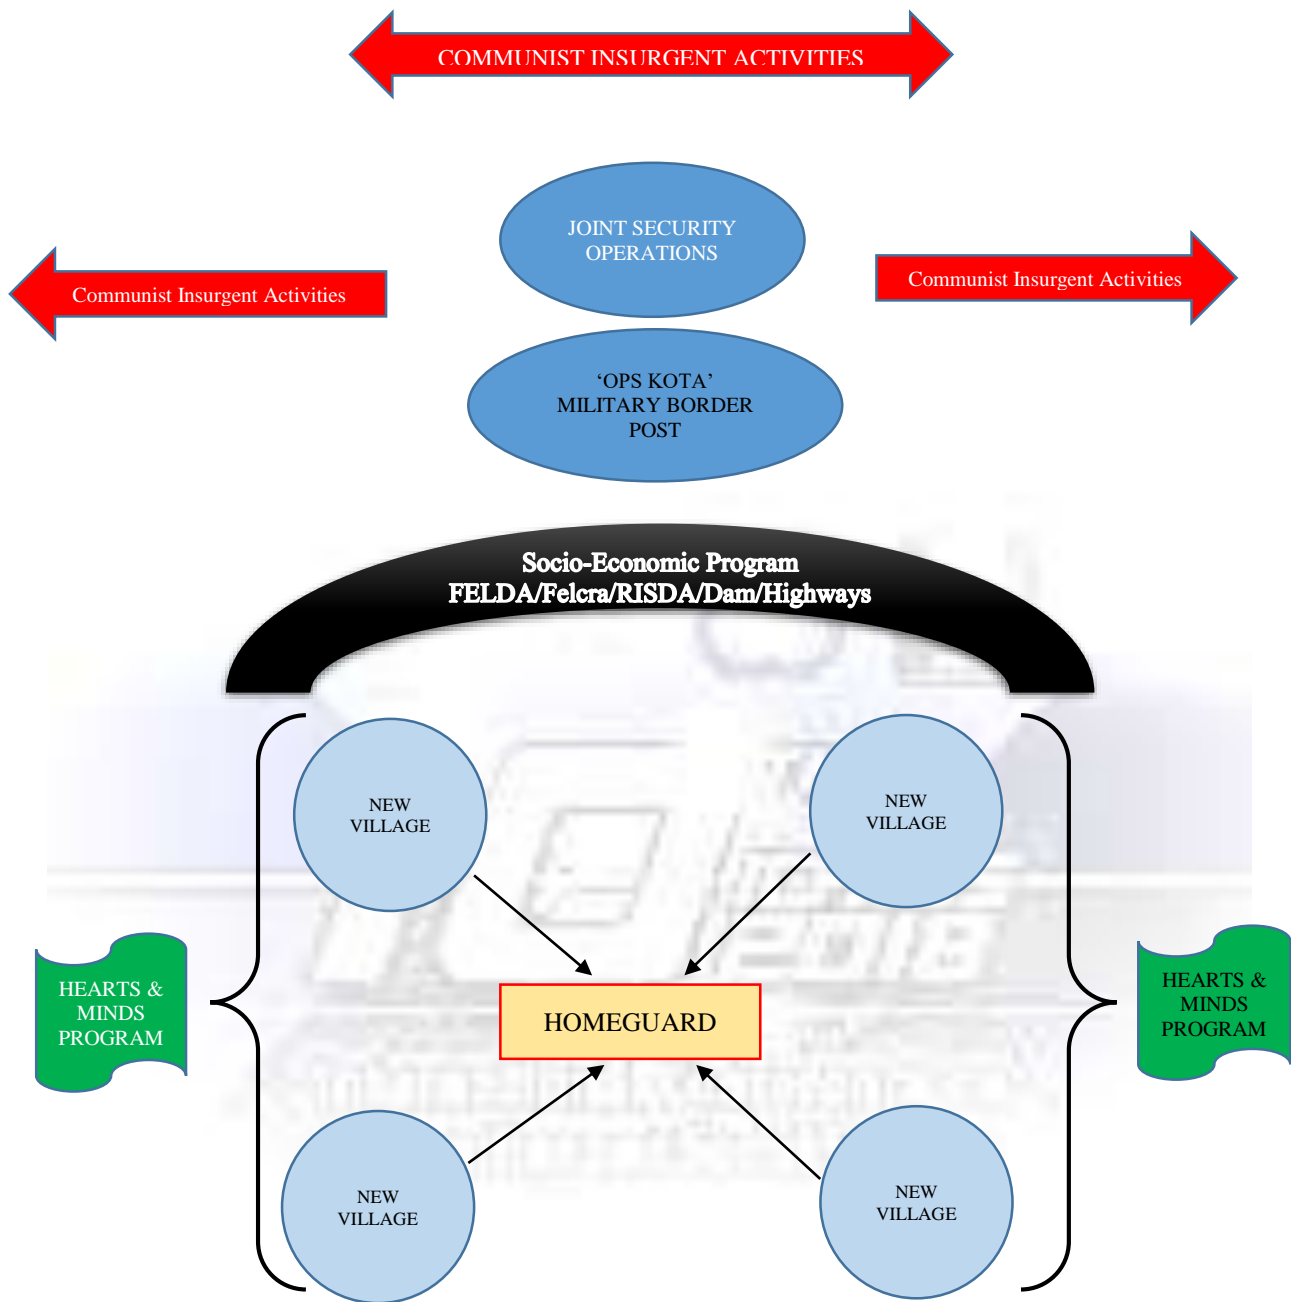 COMMUNIST INSURGENT ACTIVITIES
JOINT SECURITY
OPERATIONS
Communist Insurgent Activities
Communist Insurgent Activities
‘OPS KOTA’
MILITARY BORDER
POST
Socio-Economic Program
FELDA/Felcra/RISDA/Dam/Highways
NEW
VILLAGE
NEW
VILLAGE
HEARTS &
MINDS
PROGRAM
HOMEGUARD
HEARTS &
MINDS
PROGRAM
NEW
VILLAGE
NEW
VILLAGE
2018